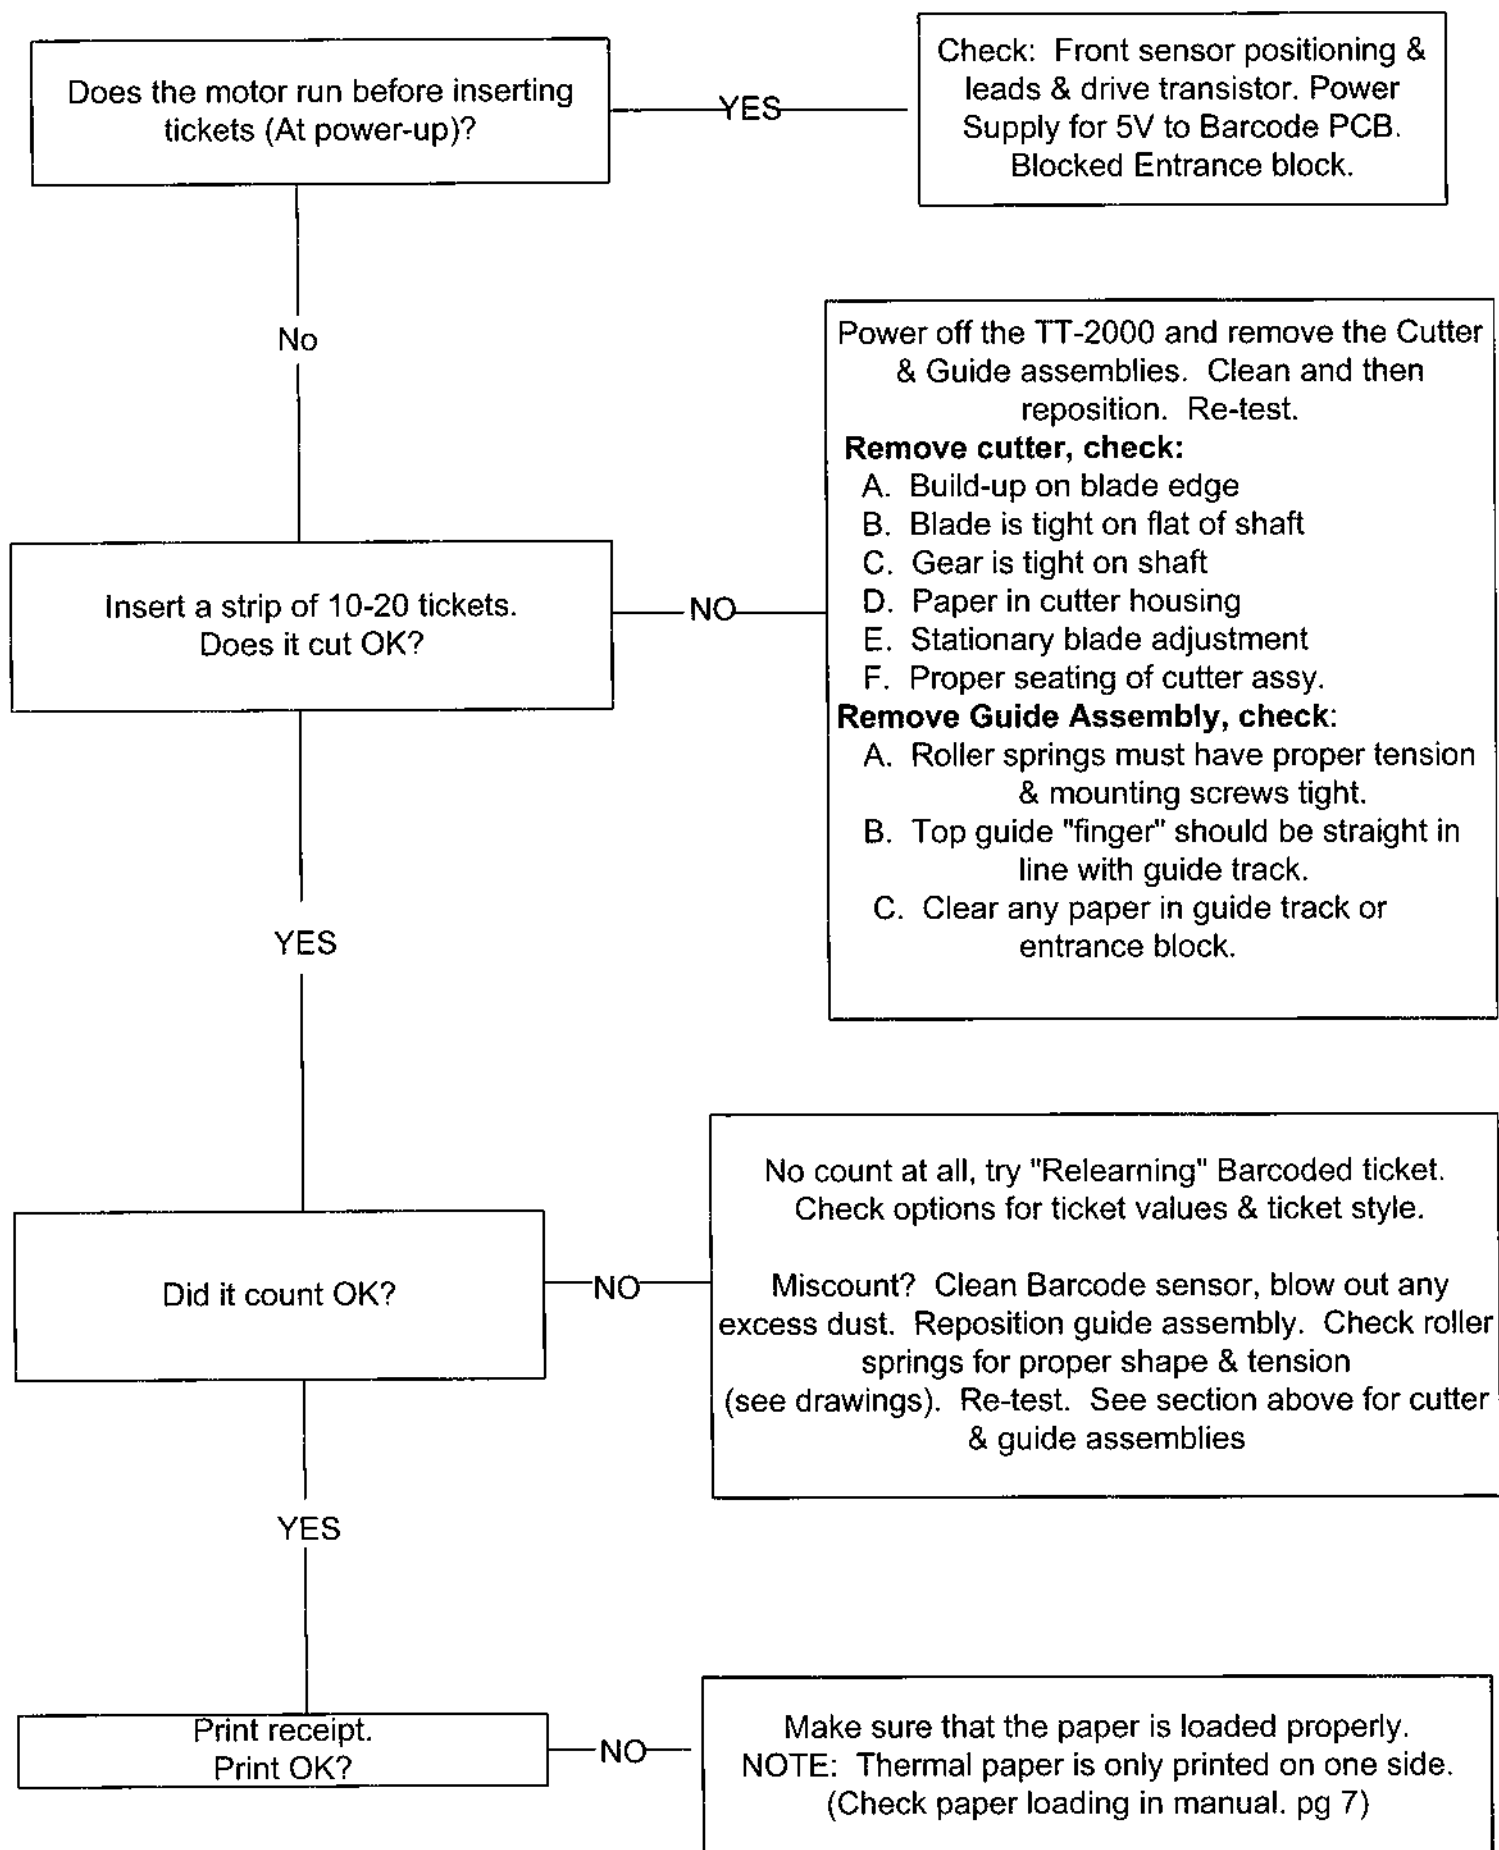 Does the motor run before inserting
tickets (At power-up)?
YES
Check:  Front sensor positioning &
leads & drive transistor. Power
Supply for 5V to Barcode PCB.
Blocked Entrance block.
No
Insert a strip of 10-20 tickets.
Does it cut OK?
NO
Power off the TT-2000 and remove the Cutter
& Guide assemblies.  Clean and then
reposition.  Re-test.
Remove cutter, check:
A.  Build-up on blade edge
B.  Blade is tight on flat of shaft
C.  Gear is tight on shaft
D.  Paper in cutter housing
E.  Stationary blade adjustment
F.  Proper seating of cutter assy.
Remove Guide Assembly, check:
A.  Roller springs must have proper tension
& mounting screws tight.
B.  Top guide "finger" should be straight in
line with guide track.
C.  Clear any paper in guide track or
entrance block.
YES
Did it count OK?
NO
No count at all, try "Relearning" Barcoded ticket.
Check options for ticket values & ticket style.
Miscount?  Clean Barcode sensor, blow out any
excess dust.  Reposition guide assembly.  Check roller
springs for proper shape & tension
(see drawings).  Re-test.  See section above for cutter
& guide assemblies
YES
Print receipt.
Print OK?
NO
Make sure that the paper is loaded properly.
NOTE:  Thermal paper is only printed on one side.
(Check paper loading in manual. pg 7)